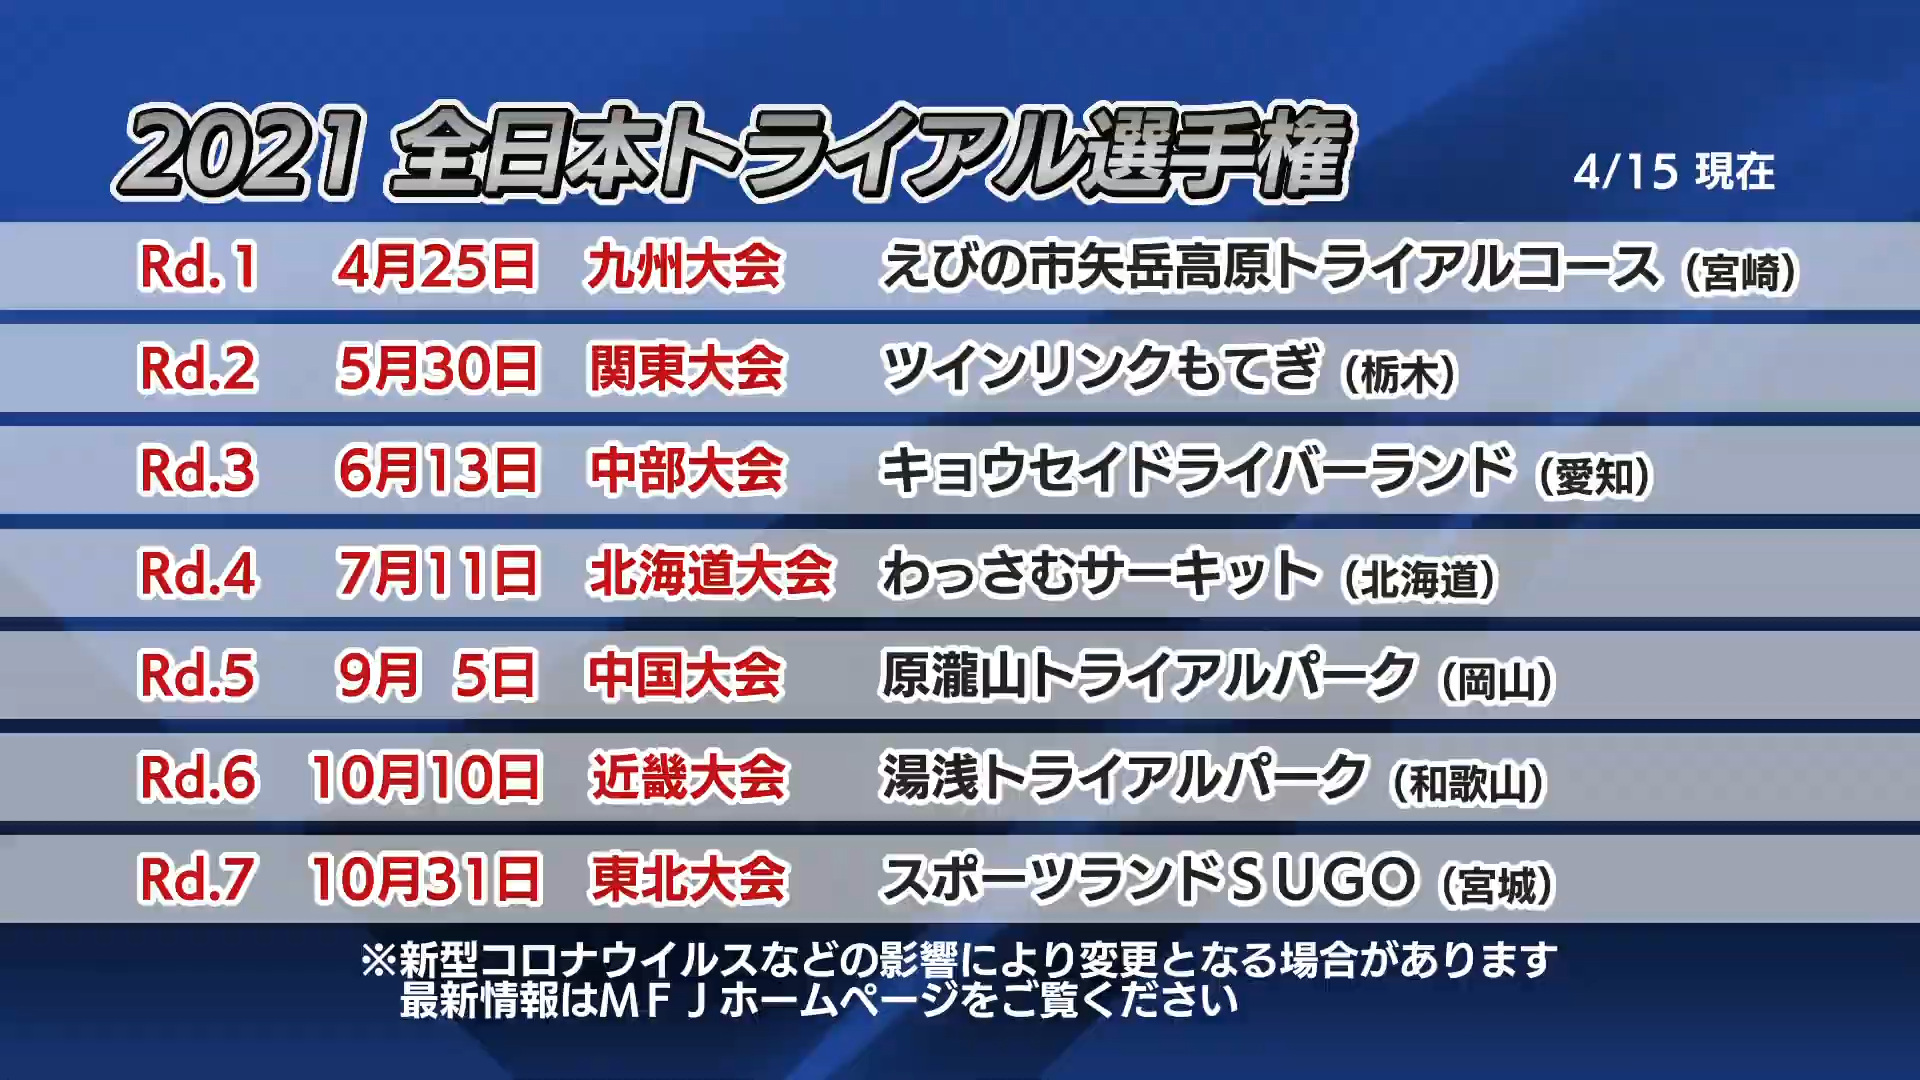 2021 全日本トライアル選手権
4/15 現在
Rd.1 4月25日 九州大会 えびの市矢岳高原トライアルコース (宮崎)
Rd.2 5月30日 関東大会 ツインリンクもてぎ (栃木)
Rd.3 6月13日 中部大会 キョウセイドライバーランド (愛知)
Rd.4 7月11日 北海道大会 わっさむサーキット (北海道)
Rd.5 9月 5日 中国大会 原瀧山トライアルパーク (岡山)
Rd.6 10月10日 近畿大会 湯浅トライアルパーク (和歌山)
Rd.7 10月31日 東北大会 スポーツランドSUGO (宮城)
※新型コロナウイルスなどの影響により変更となる場合があります
最新情報はMFJホームページをご覧ください